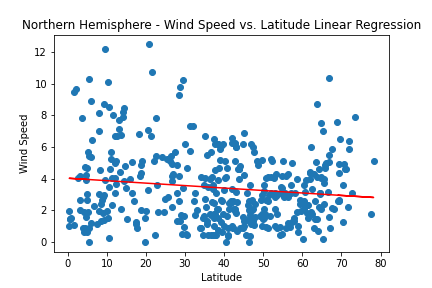 Northern Hemisphere - Wind Speed vs. Latitude Linear Regression
12
10
8
6
4
2
0
Wind Speed
0 10 20 30 40 50 60 70 80
Latitude